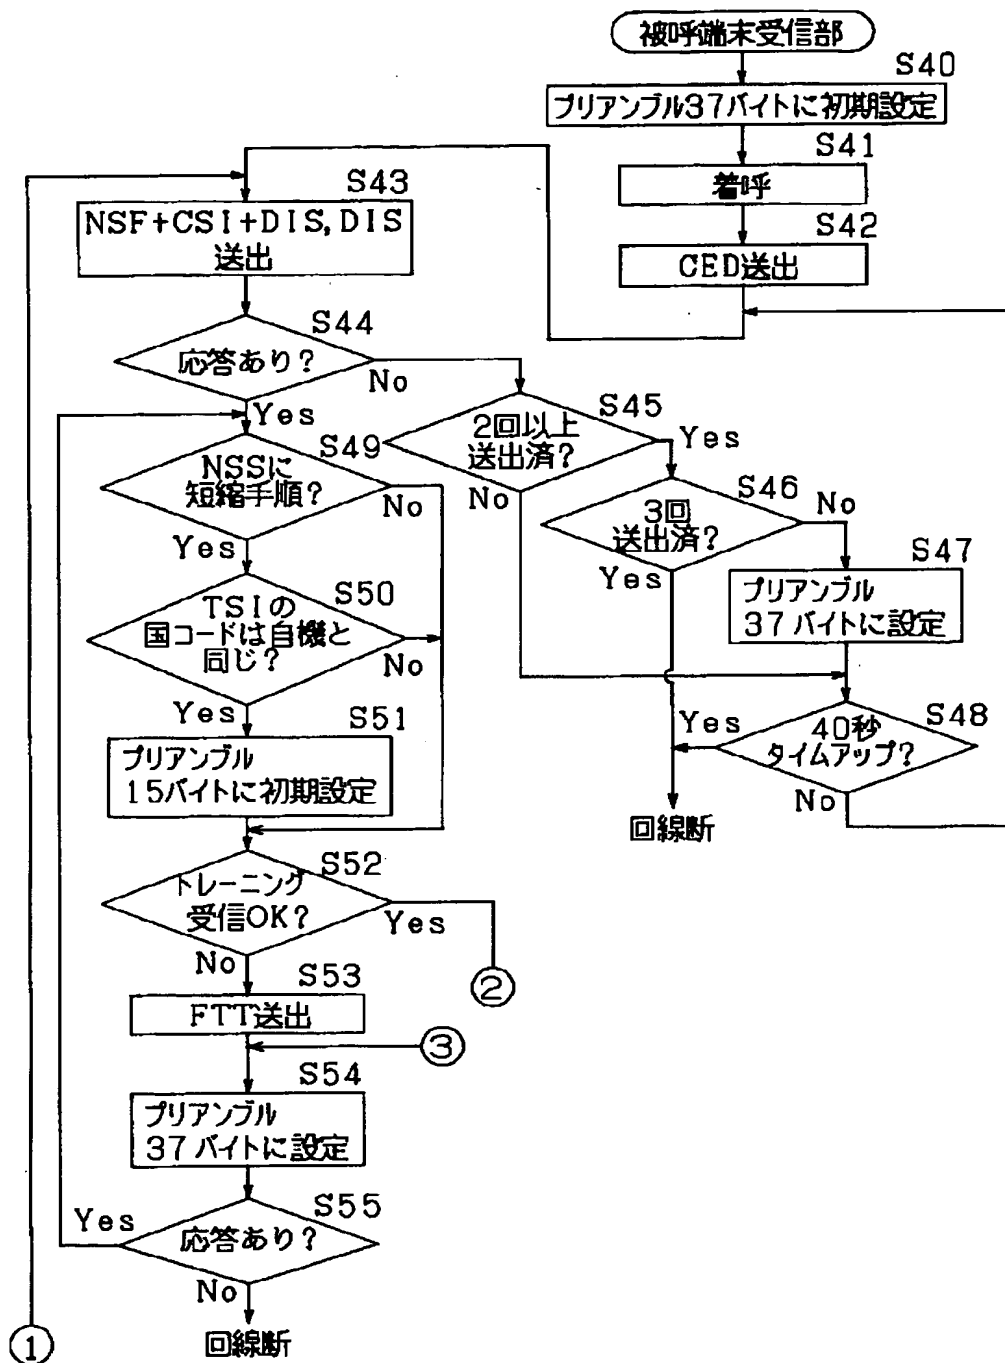 被呼端末受信部
S40
プリアンブル37バイトに初期設定
S41
着呼
S42
CED送出
S43
NSF+CSI+DIS,DIS
送出
S44
応答あり?
No
Yes
S45
2回以上
送出済?
Yes
No
S46
3回
送出済?
No
Yes
S47
プリアンブル
37バイトに設定
S48
40秒
タイムアップ?
Yes
No
回線断
S49
NSSに
短縮手順?
No
Yes
S50
TSIの
国コードは自機と
同じ?
No
Yes
S51
プリアンブル
15バイトに初期設定
S52
トレーニング
受信OK?
Yes
No
②
S53
FTT送出
③
S54
プリアンブル
37バイトに設定
S55
応答あり?
Yes
No
回線断
①